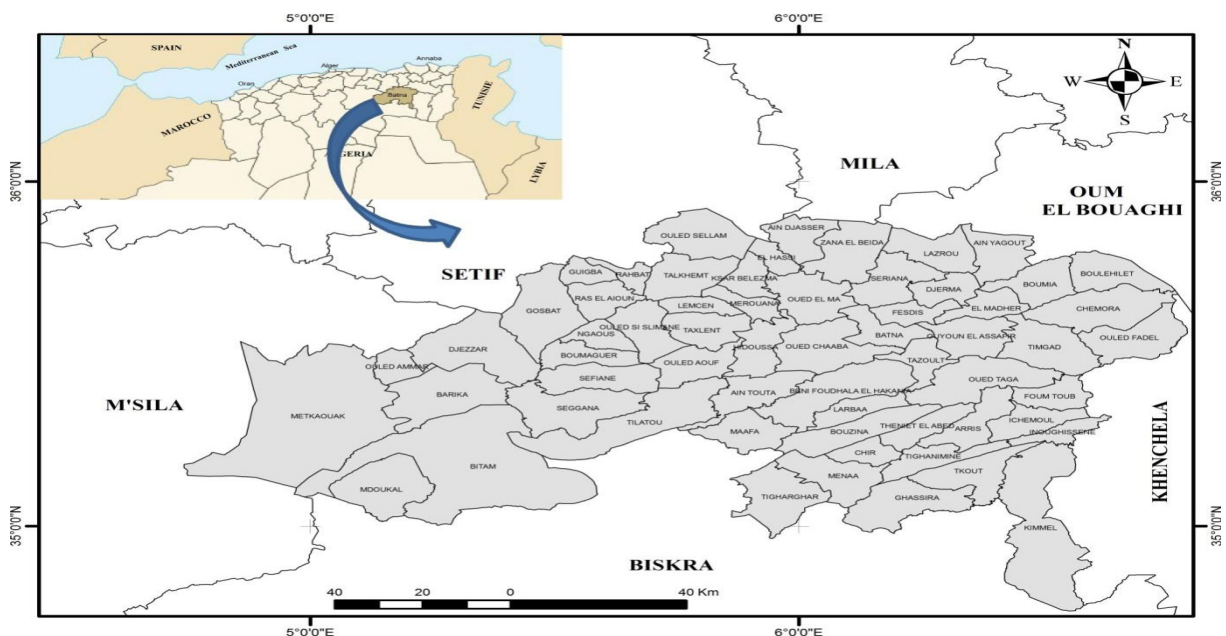 5°0'0"E
6°0'0"E
SPAIN
Mediterranean Sea
Alger
Annaba
Oran
Batna
TUNISIE
MAROCCO
ALGERIA
LYBIA
N
W
E
S
36°0'0"N
36°0'0"N
MILA
OUM
EL BOUAGHI
SETIF
M'SILA
KHENCHELA
BISKRA
OULED SELLAM
AIN DJASSER
ZANA EL BEIDA
EL HASSI
LAZROU
AIN YAGOUT
GUIGBA
RAHBAT
TALKHEMT
KSAR BELEZMA
SERIANA
DJERMA
BOUMIA
BOULEHILET
RAS EL AIOUN
GOSBAT
LEMCEN
MEROUANA
OUED EL MA
FESDIS
EL MADHER
CHEMORA
OULED SI SLIMANE
NGAOUS
TAXLENT
BATNA
OUYOUN EL ASSAFIR
OULED FADEL
DJEZZAR
BOUMAGUER
HIDOUSSA
OUED CHAABA
TIMGAD
OULED AMMAR
OULED AOUF
TAZOULT
SEFIANE
OUED TAGA
BARIKA
AIN TOUTA
BENI FOUDHALA EL HAKANIA
FOUM TOUB
METKAOUAK
SEGGANA
TILATOU
LARBAA
THENIET EL ABED
ARRIS
ICHEMOUL
MAAFA
BOUZINA
INOUGHISSENE
CHIR
TIGHANIMINE
BITAM
MENAA
TKOUT
MDOUKAL
TIGHARGHAR
GHASSIRA
KIMMEL
35°0'0"N
35°0'0"N
40 20 0 40 Km
5°0'0"E
6°0'0"E